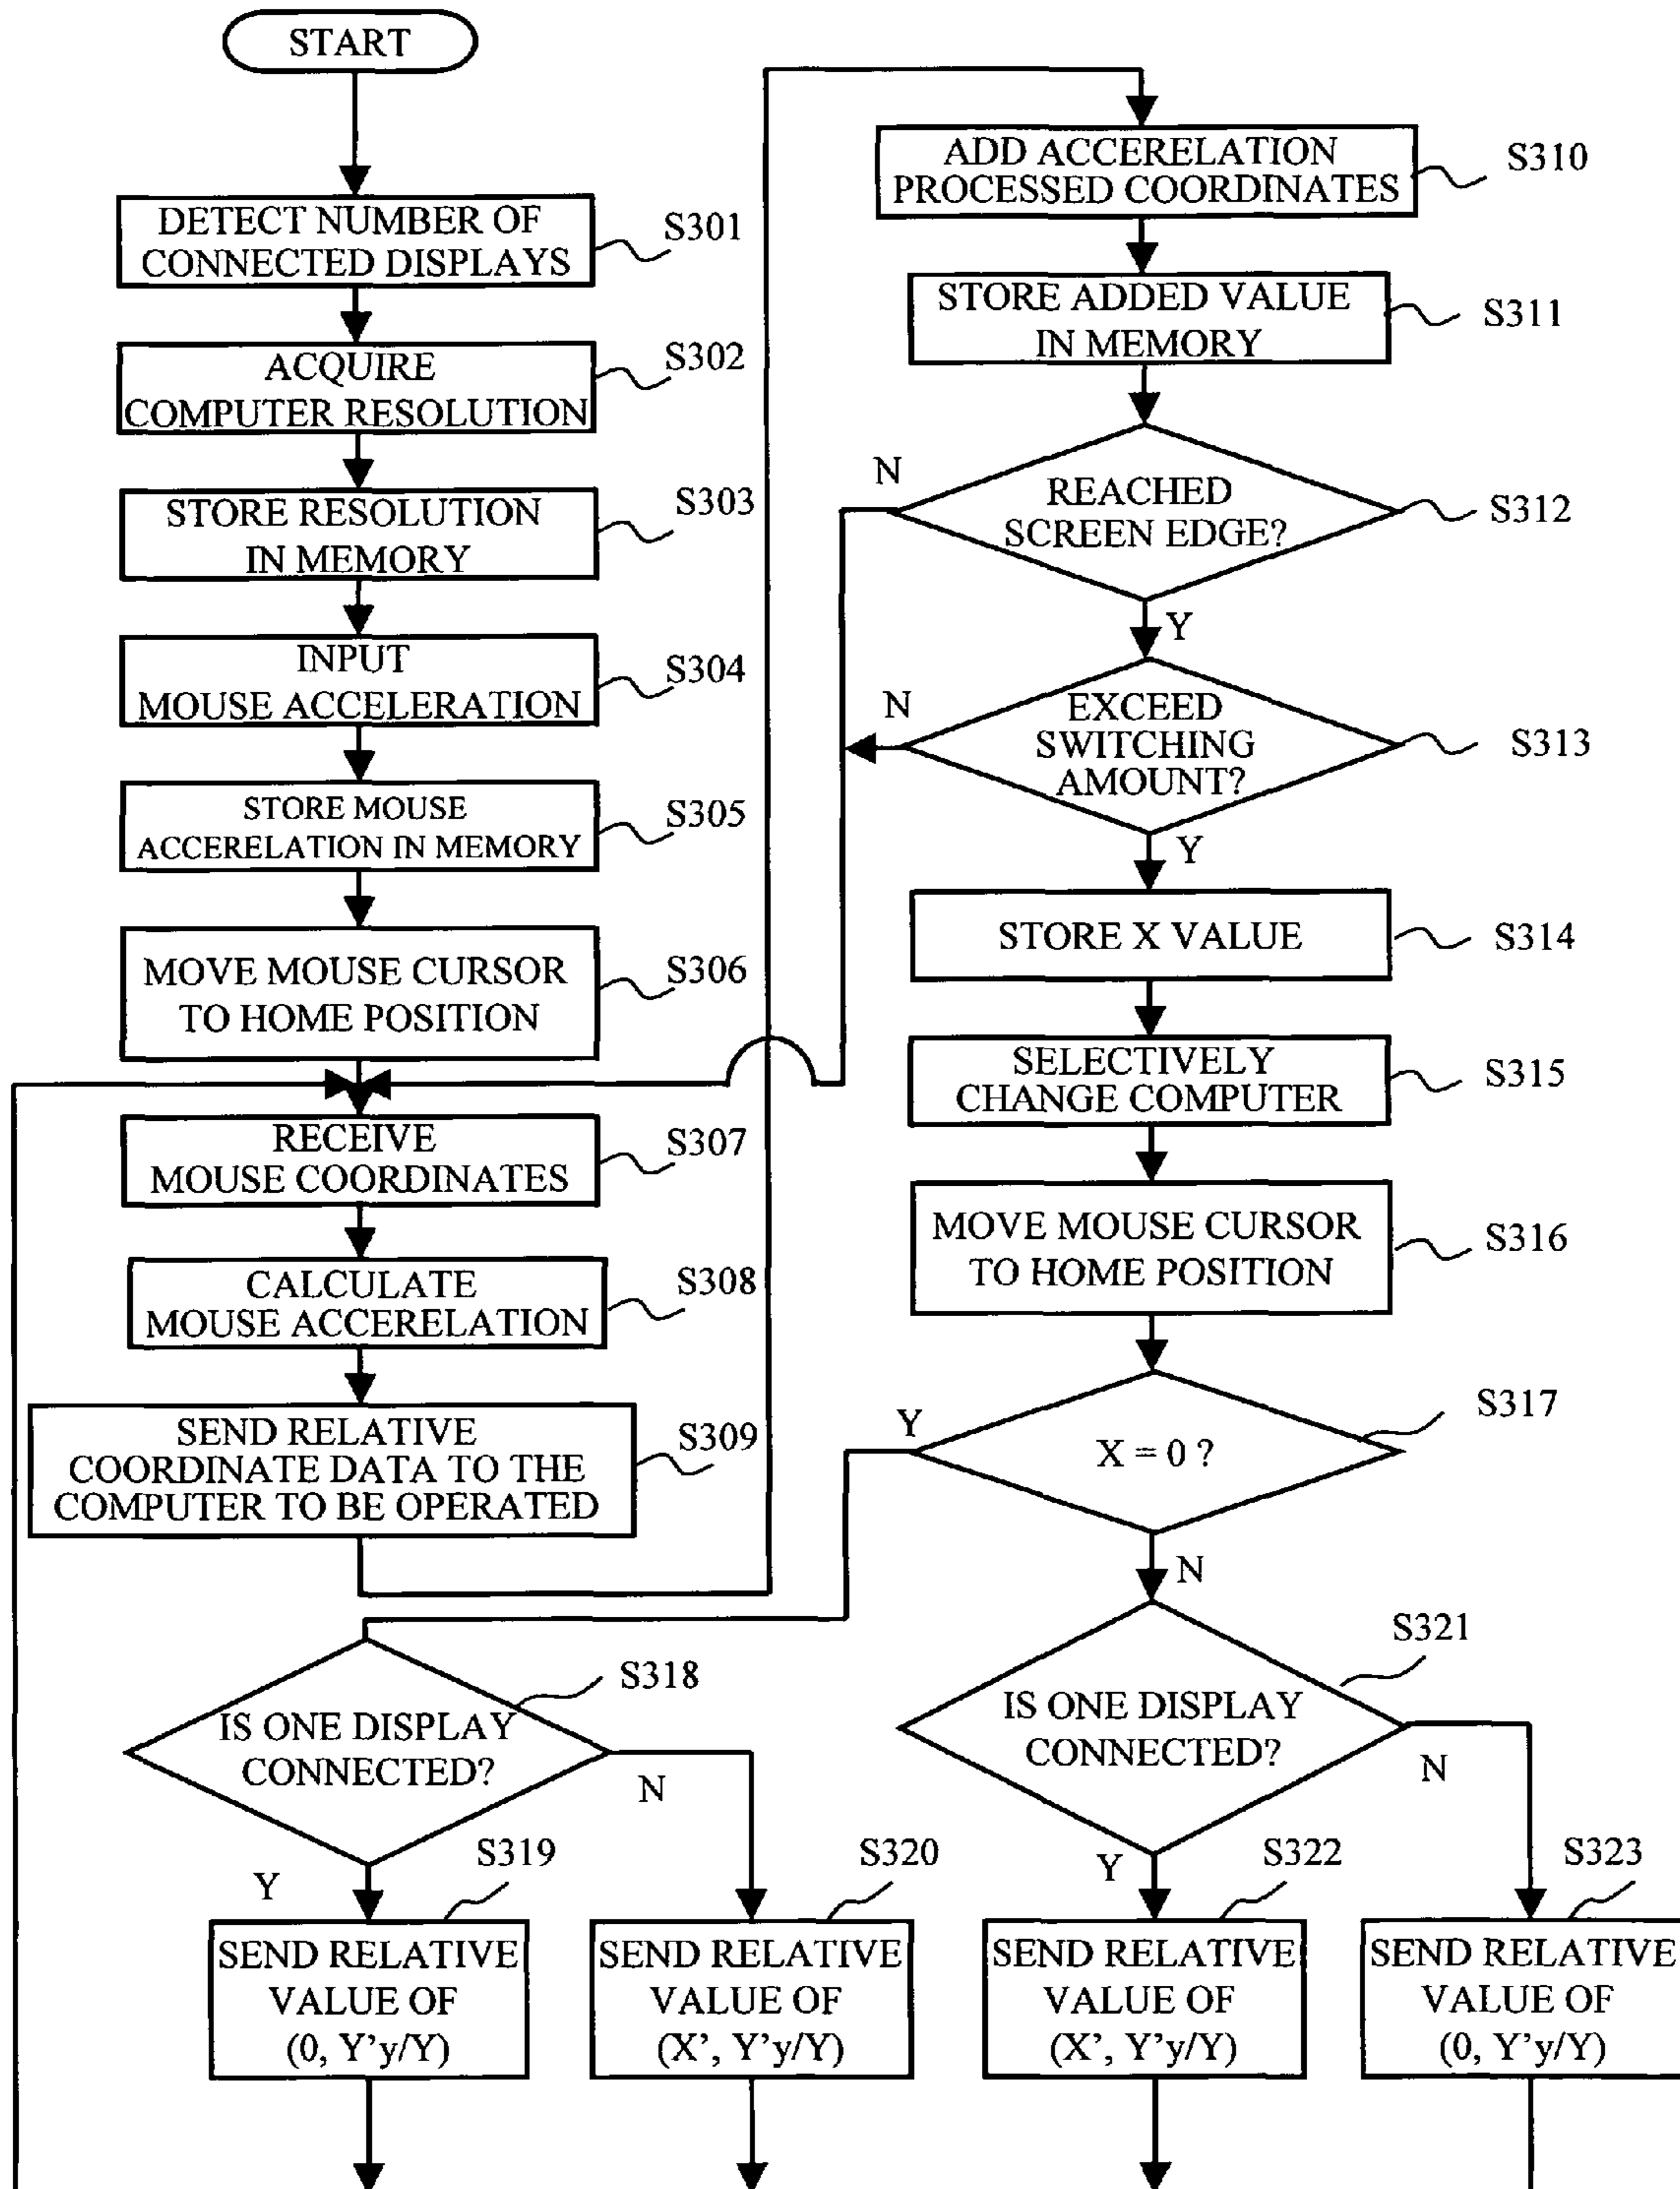 START
DETECT NUMBER OF
CONNECTED DISPLAYS
S301
ACQUIRE
COMPUTER RESOLUTION
S302
STORE RESOLUTION
IN MEMORY
S303
INPUT
MOUSE ACCELERATION
S304
STORE MOUSE
ACCERELATION IN MEMORY
S305
MOVE MOUSE CURSOR
TO HOME POSITION
S306
RECEIVE
MOUSE COORDINATES
S307
CALCULATE
MOUSE ACCERELATION
S308
SEND RELATIVE
COORDINATE DATA TO THE
COMPUTER TO BE OPERATED
S309
ADD ACCERELATION
PROCESSED COORDINATES
S310
STORE ADDED VALUE
IN MEMORY
S311
N
REACHED
SCREEN EDGE?
S312
Y
N
EXCEED
SWITCHING
AMOUNT?
S313
Y
STORE X VALUE
S314
SELECTIVELY
CHANGE COMPUTER
S315
MOVE MOUSE CURSOR
TO HOME POSITION
S316
Y
X = 0 ?
S317
N
IS ONE DISPLAY
CONNECTED?
S318
N
Y
IS ONE DISPLAY
CONNECTED?
S321
N
Y
S319
SEND RELATIVE
VALUE OF
(0, Y’y/Y)
S320
SEND RELATIVE
VALUE OF
(X’, Y’y/Y)
S322
SEND RELATIVE
VALUE OF
(X’, Y’y/Y)
S323
SEND RELATIVE
VALUE OF
(0, Y’y/Y)